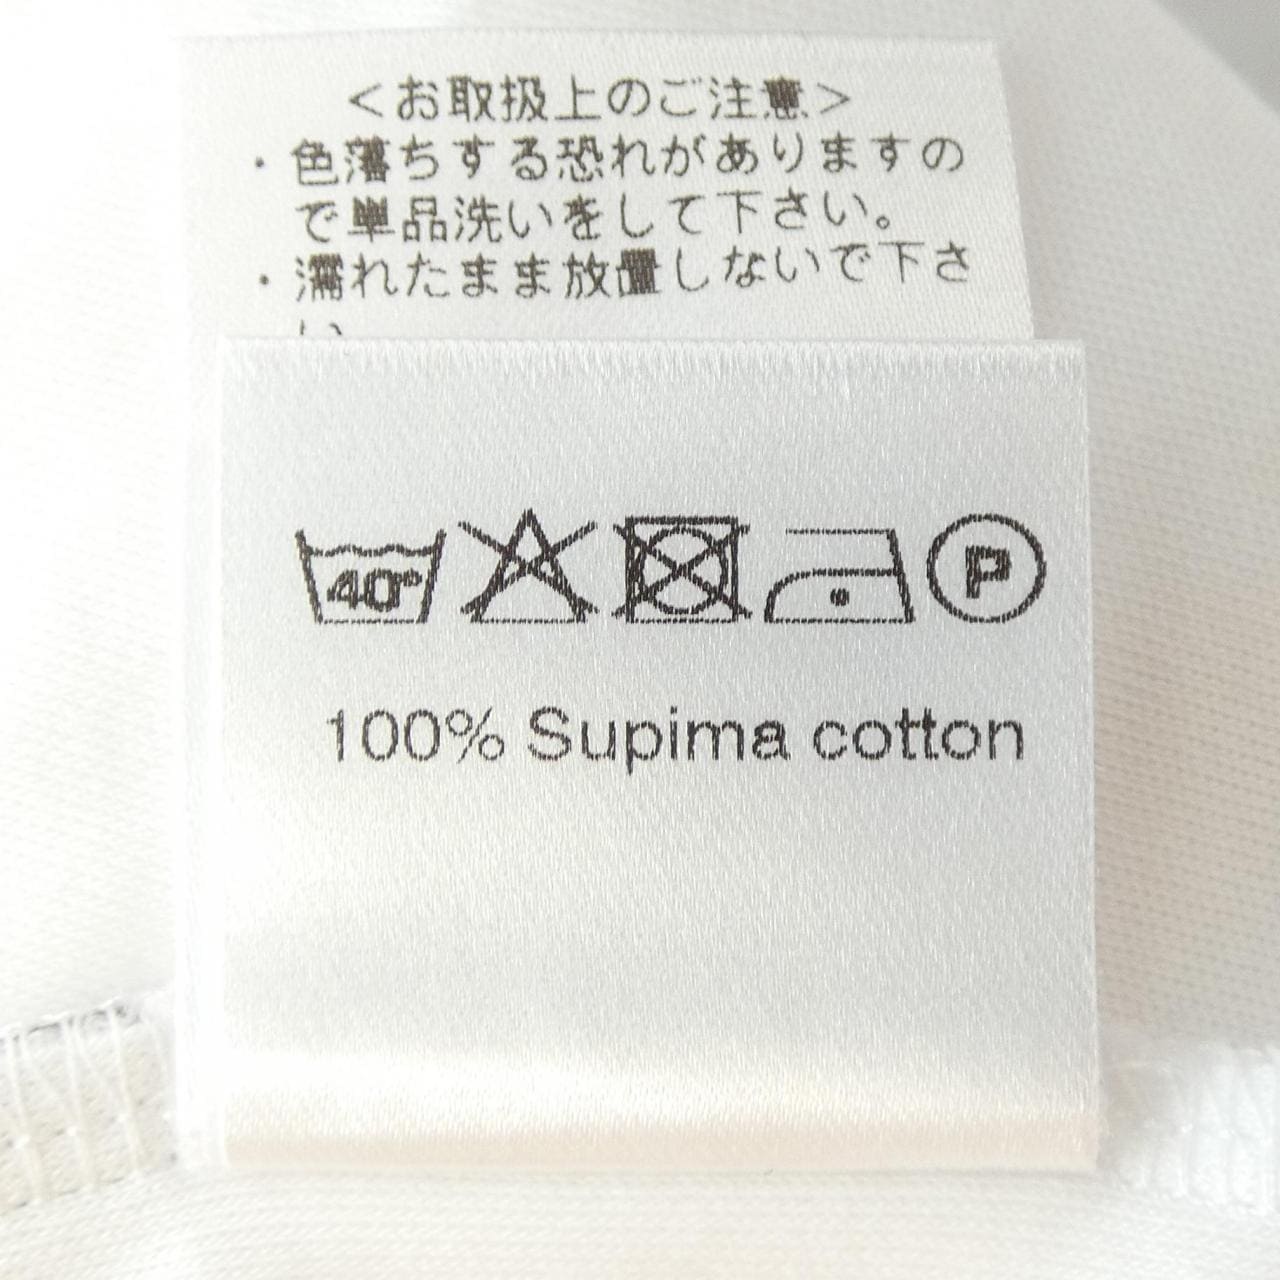 ＜お取扱上のご注意＞
・色落ちする恐れがありますの
で単品洗いをして下さい。
・濡れたまま放置しないで下さ
い。
40°
P
100% Supima cotton